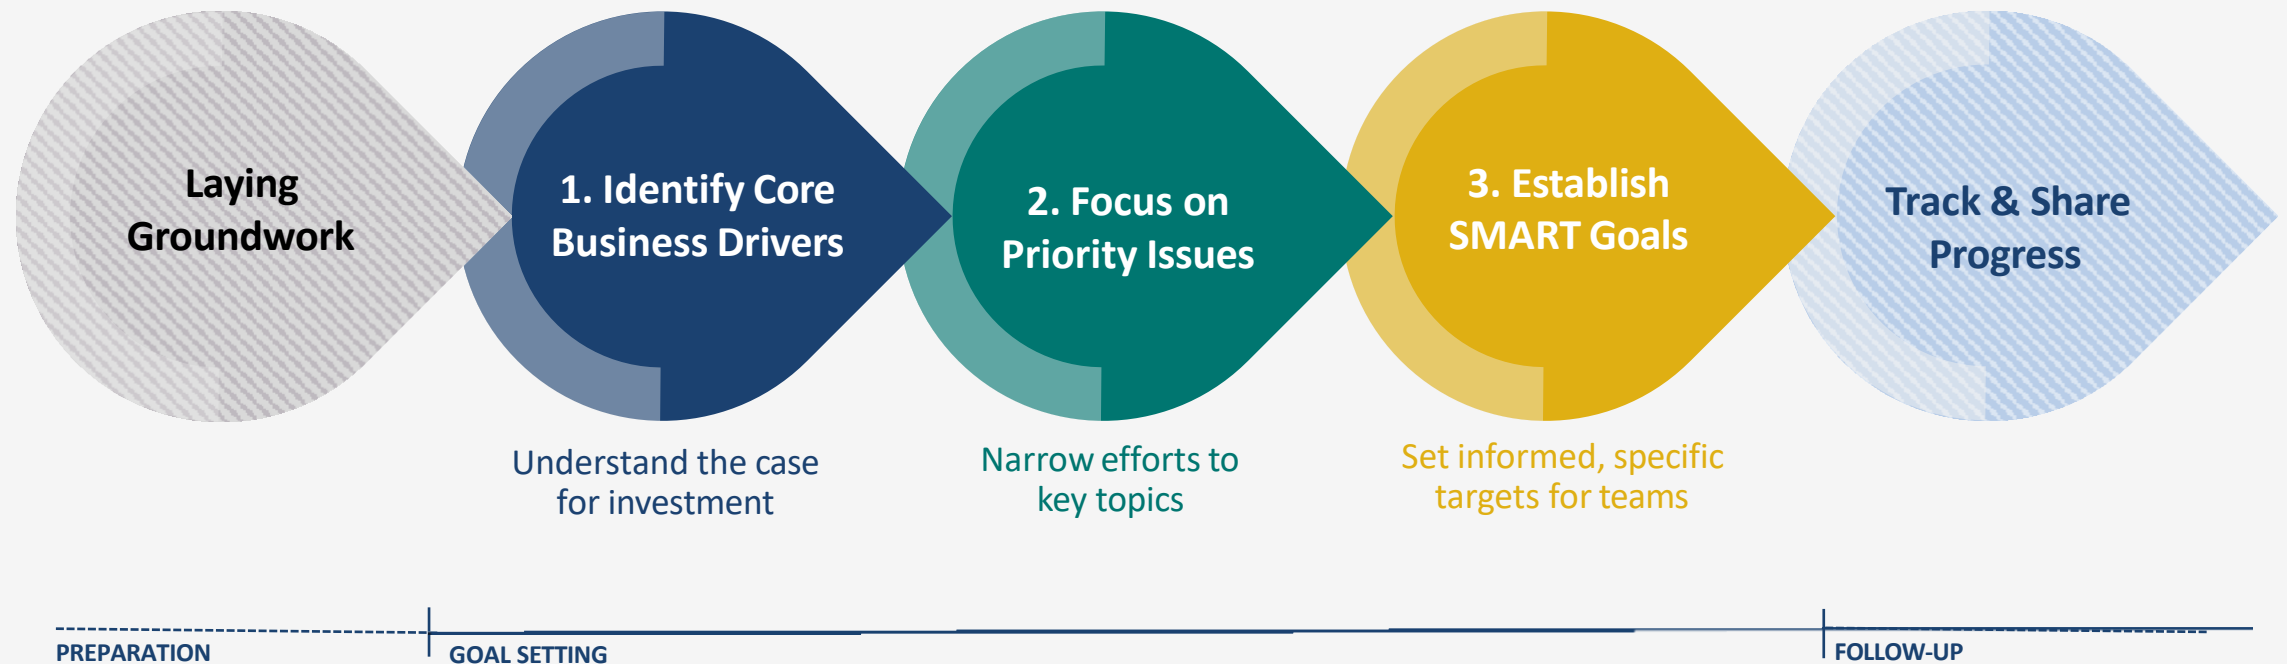 Laying
Groundwork
1. Identify Core
Business Drivers
2. Focus on
Priority Issues
3. Establish
SMART Goals
Track & Share
Progress
Understand the case
for investment
Narrow efforts to
key topics
Set informed, specific
targets for teams
PREPARATION
GOAL SETTING
FOLLOW-UP